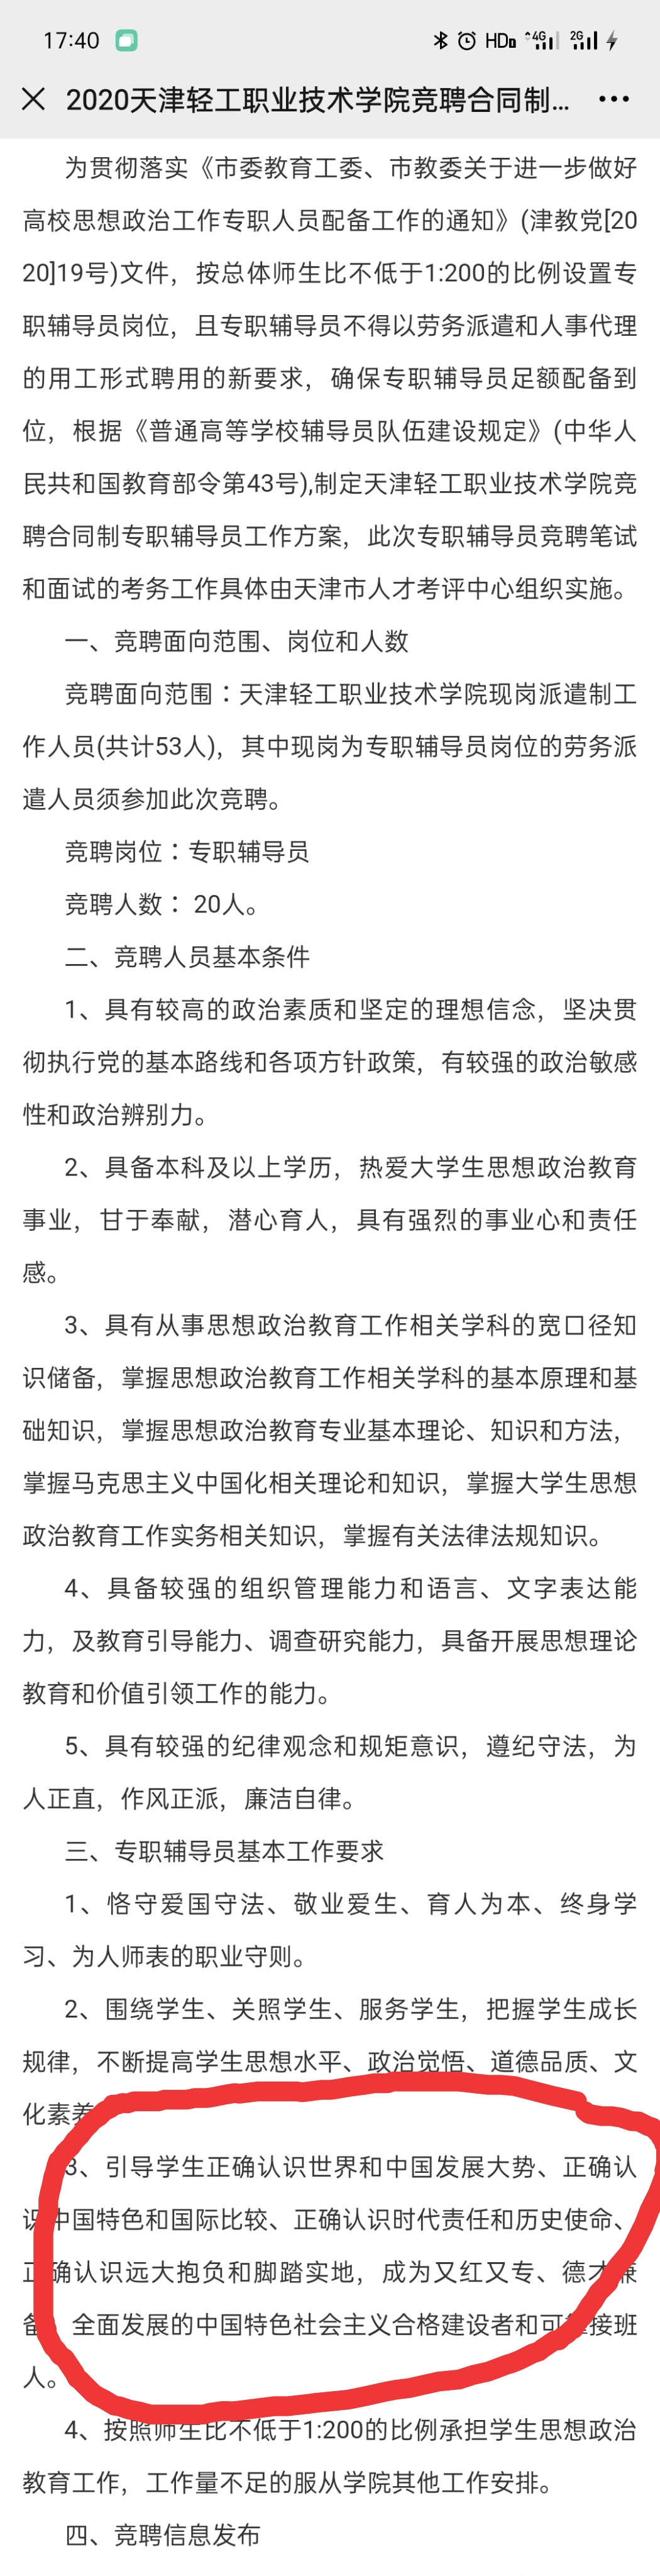 17:40
HD 4G 2G
2020天津轻工职业技术学院竞聘合同制...
为贯彻落实《市委教育工委、市教委关于进一步做好
高校思想政治工作专职人员配备工作的通知》(津教党[20
20]19号)文件，按总体师生比不低于1:200的比例设置专
职辅导员岗位，且专职辅导员不得以劳务派遣和人事代理
的用工形式聘用的新要求，确保专职辅导员足额配备到
位，根据《普通高等学校辅导员队伍建设规定》(中华人
民共和国教育部令第43号),制定天津轻工职业技术学院竞
聘合同制专职辅导员工作方案，此次专职辅导员竞聘笔试
和面试的考务工作具体由天津市人才考评中心组织实施。
一、竞聘面向范围、岗位和人数
竞聘面向范围：天津轻工职业技术学院现岗派遣制工
作人员(共计53人)，其中现岗为专职辅导员岗位的劳务派
遣人员须参加此次竞聘。
竞聘岗位：专职辅导员
竞聘人数： 20人。
二、竞聘人员基本条件
1、具有较高的政治素质和坚定的理想信念，坚决贯
彻执行党的基本路线和各项方针政策，有较强的政治敏感
性和政治辨别力。
2、具备本科及以上学历，热爱大学生思想政治教育
事业，甘于奉献，潜心育人，具有强烈的事业心和责任
感。
3、具有从事思想政治教育工作相关学科的宽口径知
识储备，掌握思想政治教育工作相关学科的基本原理和基
础知识，掌握思想政治教育专业基本理论、知识和方法，
掌握马克思主义中国化相关理论和知识，掌握大学生思想
政治教育工作实务相关知识，掌握有关法律法规知识。
4、具备较强的组织管理能力和语言、文字表达能
力，及教育引导能力、调查研究能力，具备开展思想理论
教育和价值引领工作的能力。
5、具有较强的纪律观念和规矩意识，遵纪守法，为
人正直，作风正派，廉洁自律。
三、专职辅导员基本工作要求
1、恪守爱国守法、敬业爱生、育人为本、终身学
习、为人师表的职业守则。
2、围绕学生、关照学生、服务学生，把握学生成长
规律，不断提高学生思想水平、政治觉悟、道德品质、文
化素养
3、引导学生正确认识世界和中国发展大势、正确认
识中国特色和国际比较、正确认识时代责任和历史使命、
正确认识远大抱负和脚踏实地，成为又红又专、德才兼
备、全面发展的中国特色社会主义合格建设者和可靠接班
人。
4、按照师生比不低于1:200的比例承担学生思想政治
教育工作，工作量不足的服从学院其他工作安排。
四、竞聘信息发布